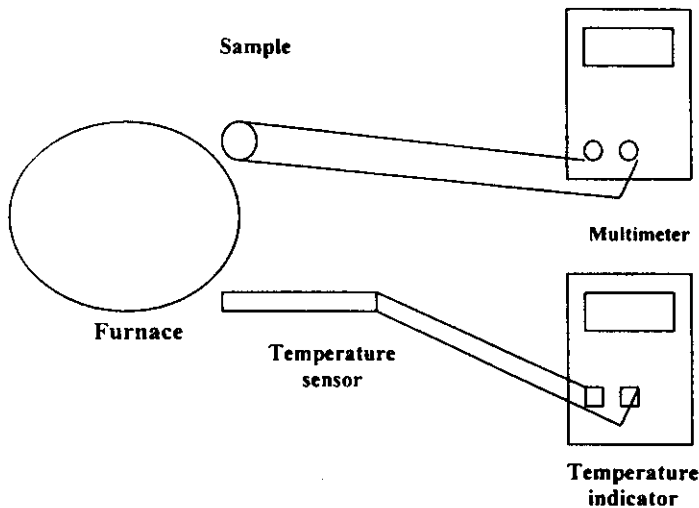 Sample
Multimeter
Furnace
Temperature
sensor
Temperature
indicator